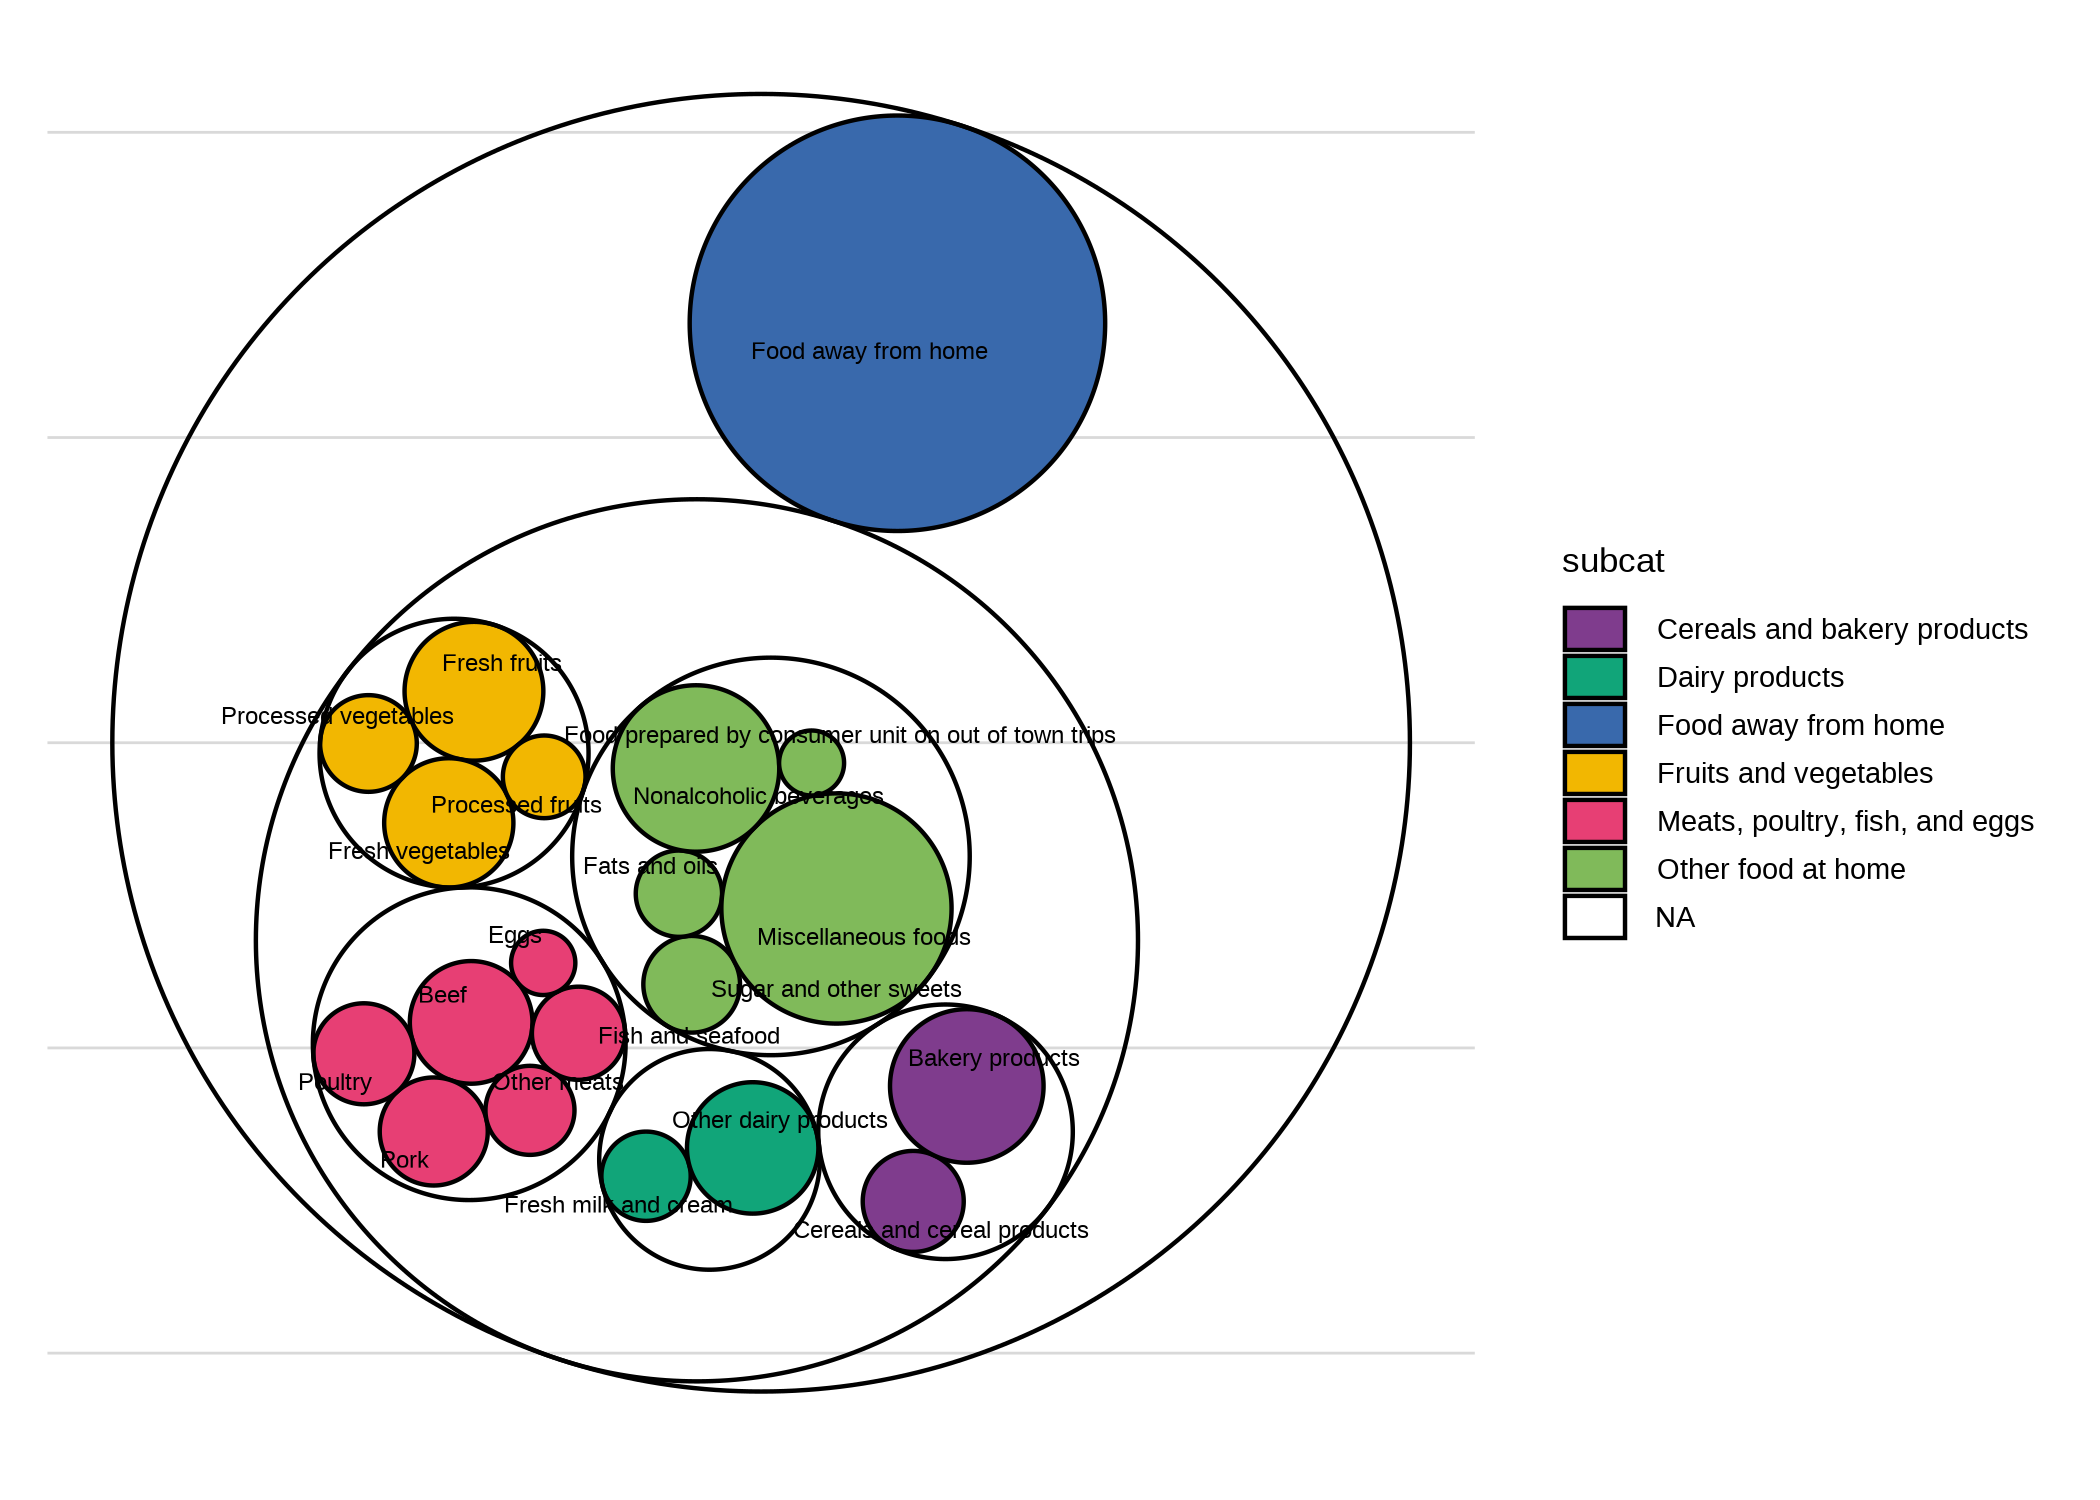 Food away from home
Fresh fruits
Processed vegetables
Food prepared by consumer unit on out of town trips
Nonalcoholic beverages
Processed fruits
Fresh vegetables
Fats and oils
Eggs
Miscellaneous foods
Sugar and other sweets
Beef
Fish and seafood
Bakery products
Poultry
Other meats
Other dairy products
Pork
Fresh milk and cream
Cereals and cereal products
subcat
Cereals and bakery products
Dairy products
Food away from home
Fruits and vegetables
Meats, poultry, fish, and eggs
Other food at home
NA